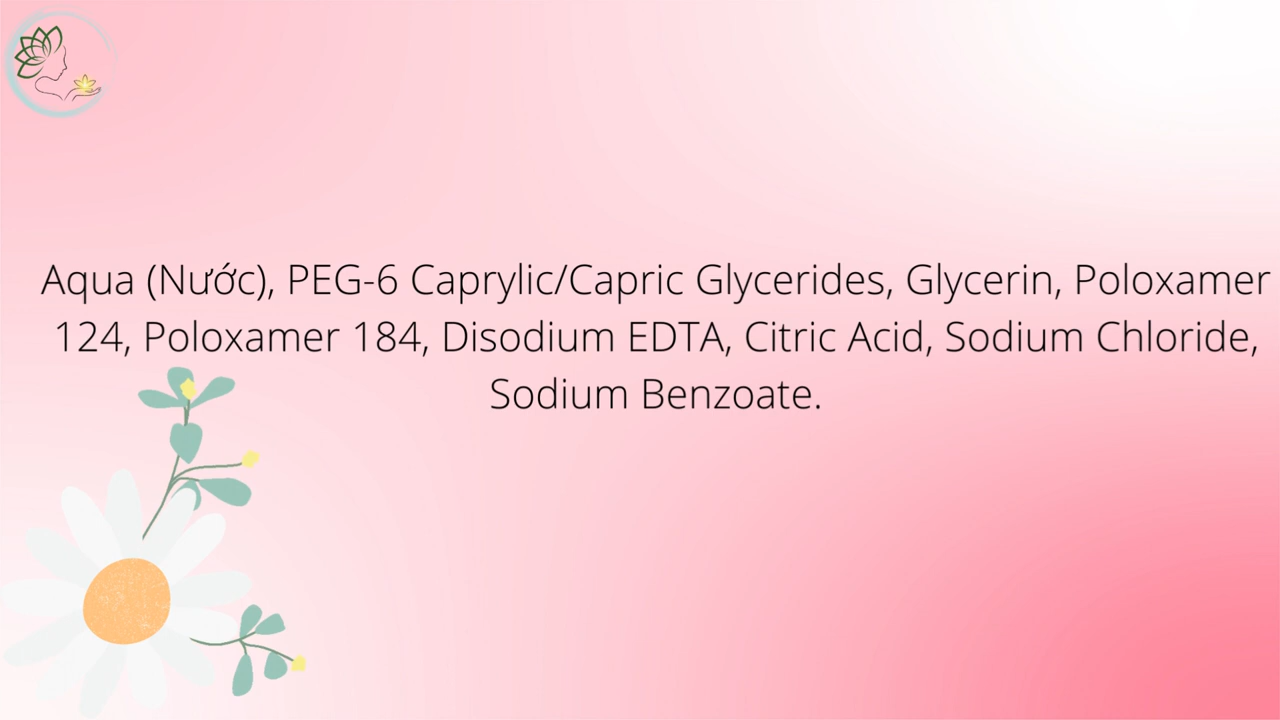 Aqua (Nước), PEG-6 Caprylic/Capric Glycerides, Glycerin, Poloxamer
124, Poloxamer 184, Disodium EDTA, Citric Acid, Sodium Chloride,
Sodium Benzoate.